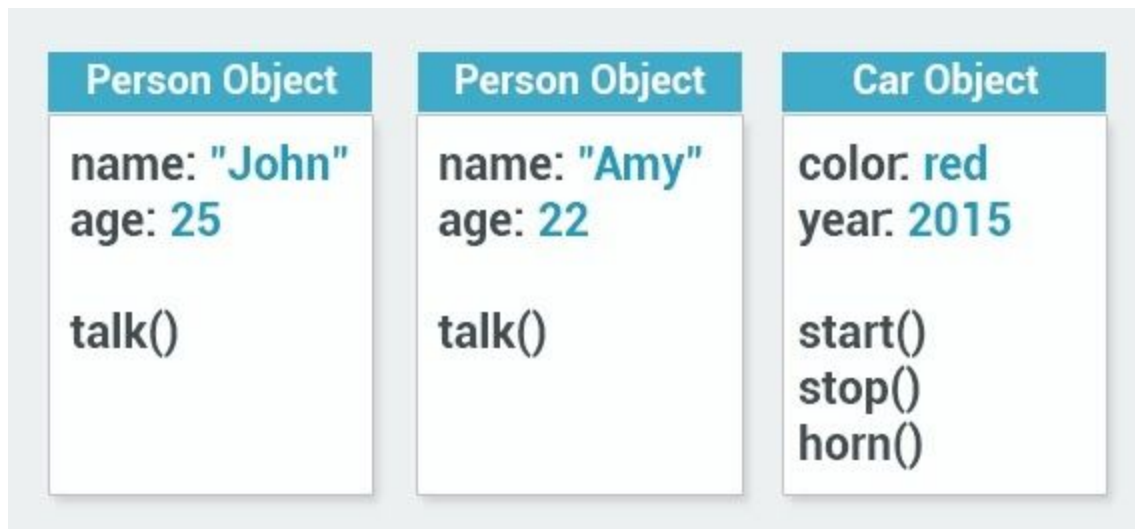 Person Object
name: "John"
age: 25
talk()
Person Object
name: "Amy"
age: 22
talk()
Car Object
color: red
year: 2015
start()
stop()
horn()